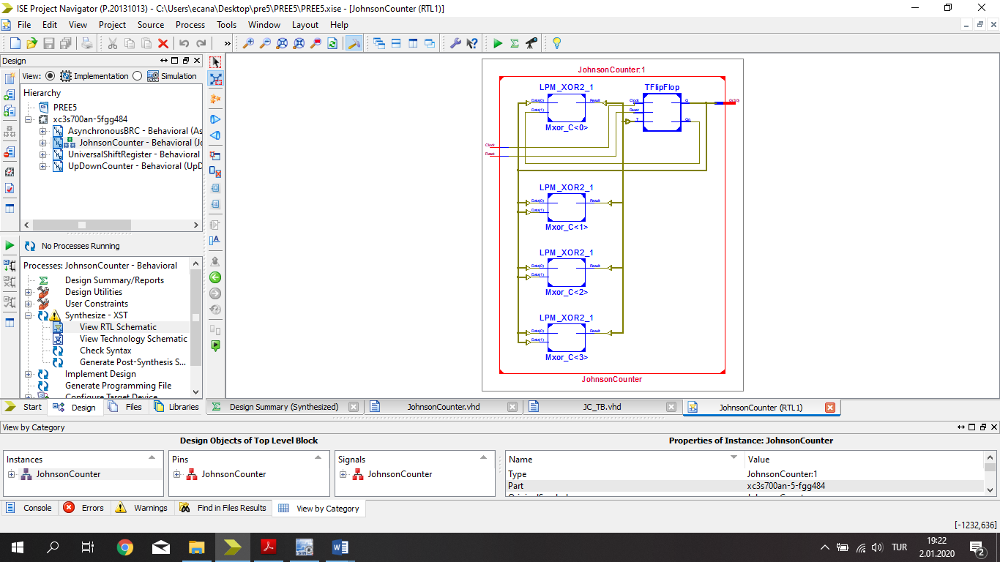 ISE Project Navigator (P.20131013) - C:\Users\ecana\Desktop\pre5\PREE5\PREE5.xise - [JohnsonCounter (RTL1)]
File Edit View Project Source Process Tools Window Layout Help
Design
View: Implementation Simulation
Hierarchy
PREE5
xc3s700an-5fgg484
AsynchronousBRC - Behavioral (As
JohnsonCounter - Behavioral (Jo
UniversalShiftRegister - Behavioral
UpDownCounter - Behavioral (UpD
No Processes Running
Processes: JohnsonCounter - Behavioral
Design Summary/Reports
Design Utilities
User Constraints
Synthesize - XST
View RTL Schematic
View Technology Schematic
Check Syntax
Generate Post-Synthesis S...
Implement Design
Generate Programming File
Configure Target Device
Start Design Files Libraries
JohnsonCounter:1
LPM_XOR2_1 TFlipFlop
Data(0) Result Clock Q
Data(1) Reset
T Qn
Mxor_C<0>
Clock
Reset
LPM_XOR2_1
Data(0) Result
Data(1)
Mxor_C<1>
LPM_XOR2_1
Data(0) Result
Data(1)
Mxor_C<2>
LPM_XOR2_1
Data(0) Result
Data(1)
Mxor_C<3>
JohnsonCounter
Design Summary (Synthesized) JohnsonCounter.vhd JC_TB.vhd JohnsonCounter (RTL1)
View by Category
Design Objects of Top Level Block Properties of Instance: JohnsonCounter
Instances Pins Signals Name Value
JohnsonCounter JohnsonCounter JohnsonCounter Type JohnsonCounter:1
Part xc3s700an-5-fgg484
Console Errors Warnings Find in Files Results View by Category
[-1232,636]
TUR 19:22
2.01.2020
2